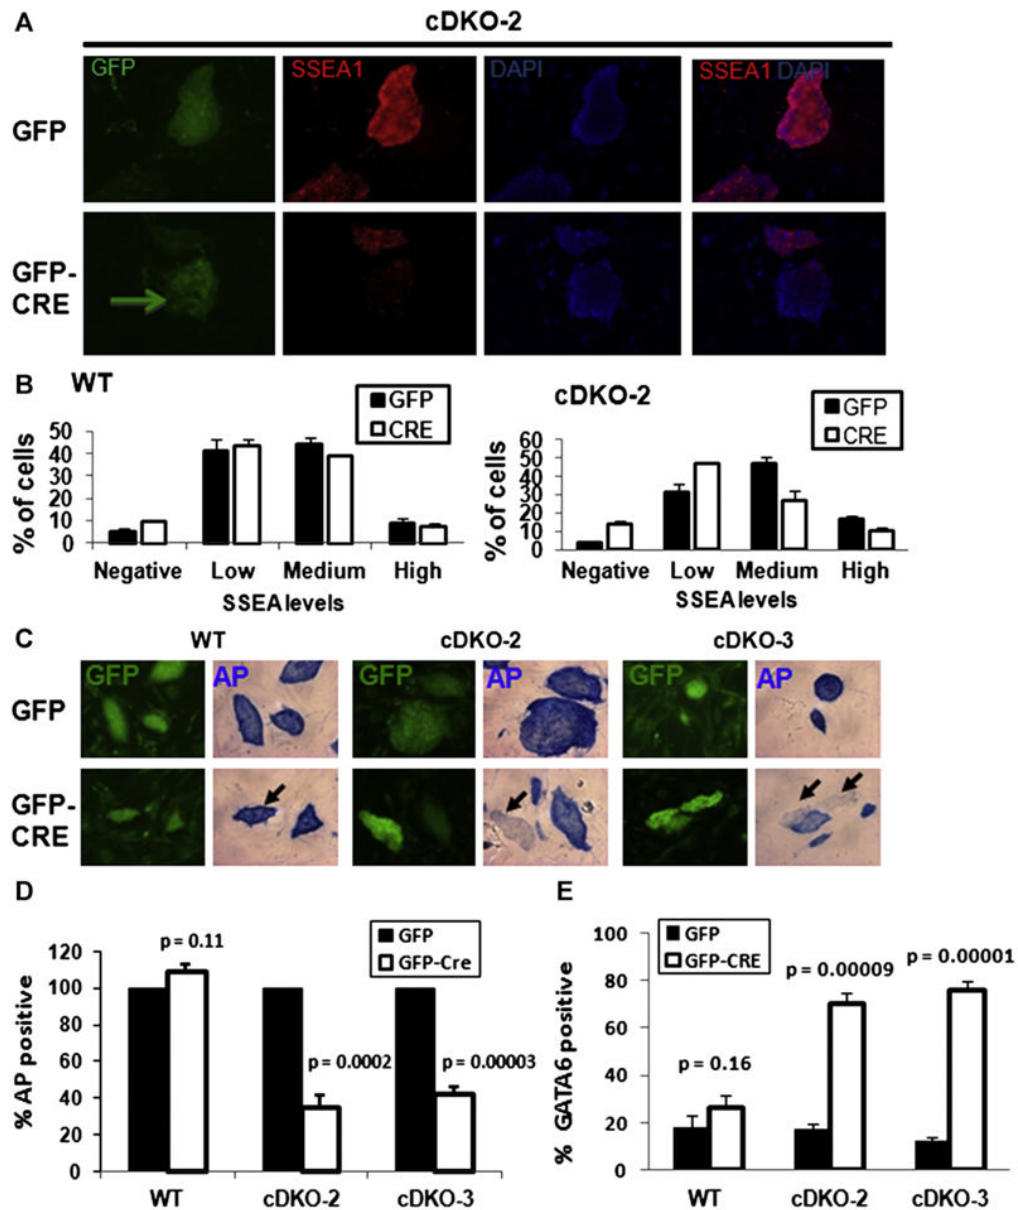 A
cDKO-2
GFP SSEA1 DAPI SSEA1 DAPI
GFP
GFP-
CRE
B WT
GFP
CRE
% of cells
50
40
30
20
10
0
Negative Low Medium High
SSEA levels
cDKO-2
GFP
CRE
% of cells
60
50
40
30
20
10
0
Negative Low Medium High
SSEA levels
C
WT cDKO-2 cDKO-3
GFP AP GFP AP GFP AP
GFP
GFP-
CRE
D
GFP
GFP-Cre
% AP positive
120
100
80
60
40
20
0
p = 0.11
p = 0.0002
p = 0.00003
WT cDKO-2 cDKO-3
E
GFP
GFP-CRE
% GATA6 positive
100
80
60
40
20
0
p = 0.16
p = 0.00009
p = 0.00001
WT cDKO-2 cDKO-3